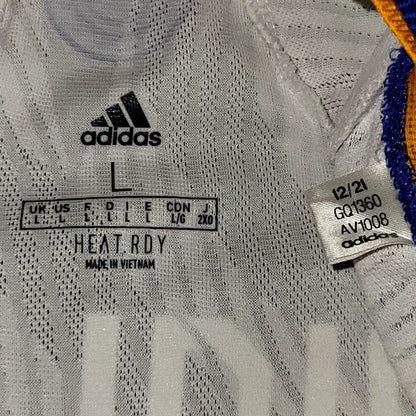 adidas
L
UK US F D I E CDN J
L L L L L L L/G 2XO
HEAT.RDY
MADE IN VIETNAM
12/21
GQ1360
AV1008
adidas